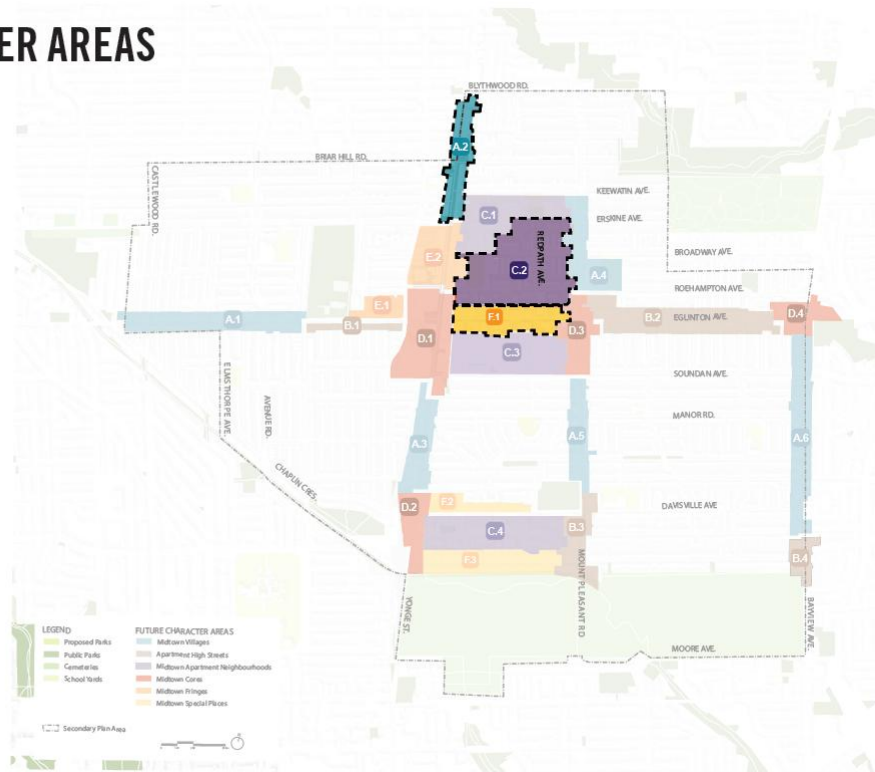 ER AREAS
BLYTHWOOD RD.
A.2
BRIAR HILL RD.
CASTLEWOOD RD.
KEEWATIN AVE.
C.1
ERSKINE AVE.
REDPATH AVE.
E.2
BROADWAY AVE.
C.2
A.4
ROEHAMPTON AVE.
E.1
A.1
B.1
F.1
B.2
EGLINTON AVE.
D.4
D.1
D.3
C.3
SOUDAN AVE.
ELMSTHORPE AVE.
AVENUE RD.
MANOR RD.
A.3
A.5
A.6
CHAPLIN CRES.
D.2
F.2
DAVISVILLE AVE
C.4
B.3
F.3
B.4
MOUNT PLEASANT RD
YONGE ST.
BAYVIEW AVE.
MOORE AVE.
LEGEND
Proposed Parks
Public Parks
Cemeteries
School Yards
Secondary Plan Area
FUTURE CHARACTER AREAS
Midtown Villages
Apartment High Streets
Midtown Apartment Neighbourhoods
Midtown Cores
Midtown Fringes
Midtown Special Places